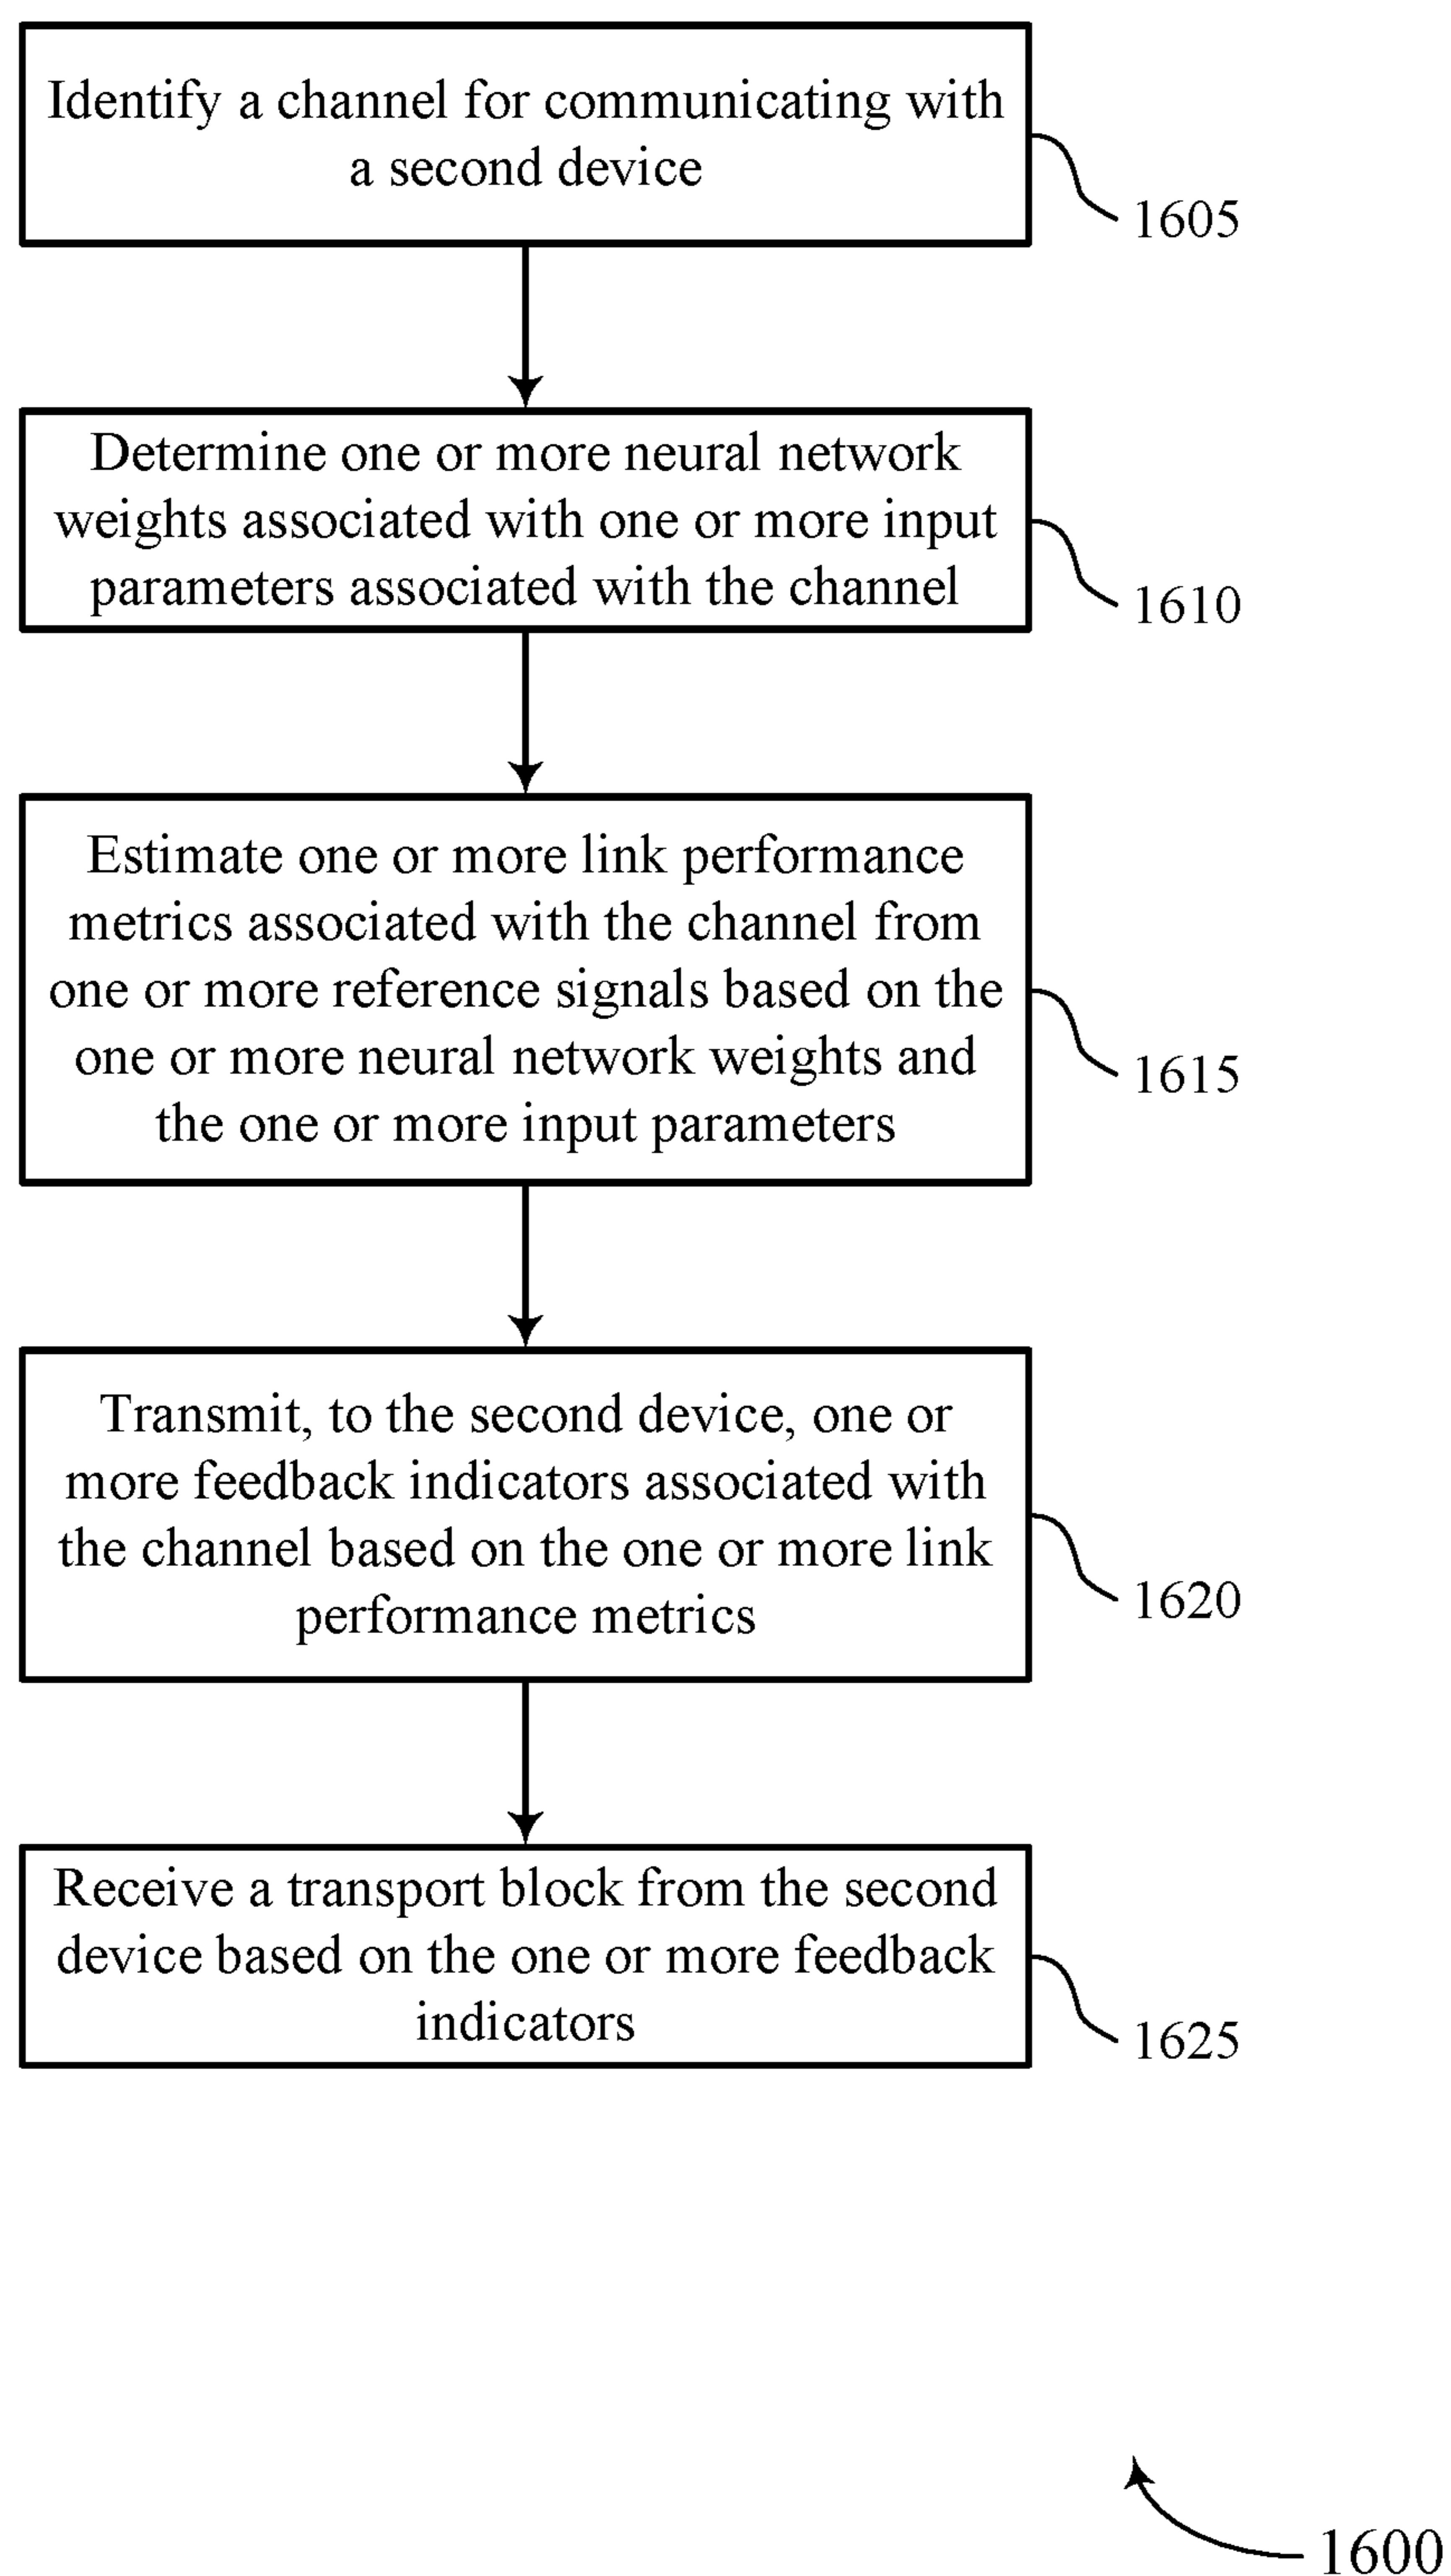 Identify a channel for communicating with
a second device
1605
Determine one or more neural network
weights associated with one or more input
parameters associated with the channel
1610
Estimate one or more link performance
metrics associated with the channel from
one or more reference signals based on the
one or more neural network weights and
the one or more input parameters
1615
Transmit, to the second device, one or
more feedback indicators associated with
the channel based on the one or more link
performance metrics
1620
Receive a transport block from the second
device based on the one or more feedback
indicators
1625
1600